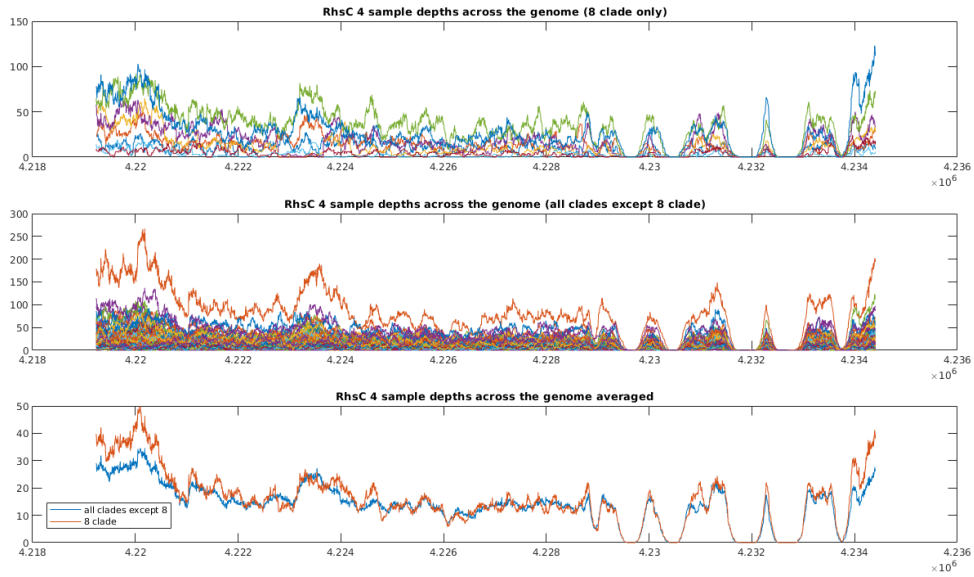 RhsC 4 sample depths across the genome (8 clade only)
150
100
50
0
4.218 4.22 4.222 4.224 4.226 4.228 4.23 4.232 4.234 4.236
×10⁶
RhsC 4 sample depths across the genome (all clades except 8 clade)
300
250
200
150
100
50
0
4.218 4.22 4.222 4.224 4.226 4.228 4.23 4.232 4.234 4.236
×10⁶
RhsC 4 sample depths across the genome averaged
50
40
30
20
10
0
all clades except 8
8 clade
4.218 4.22 4.222 4.224 4.226 4.228 4.23 4.232 4.234 4.236
×10⁶